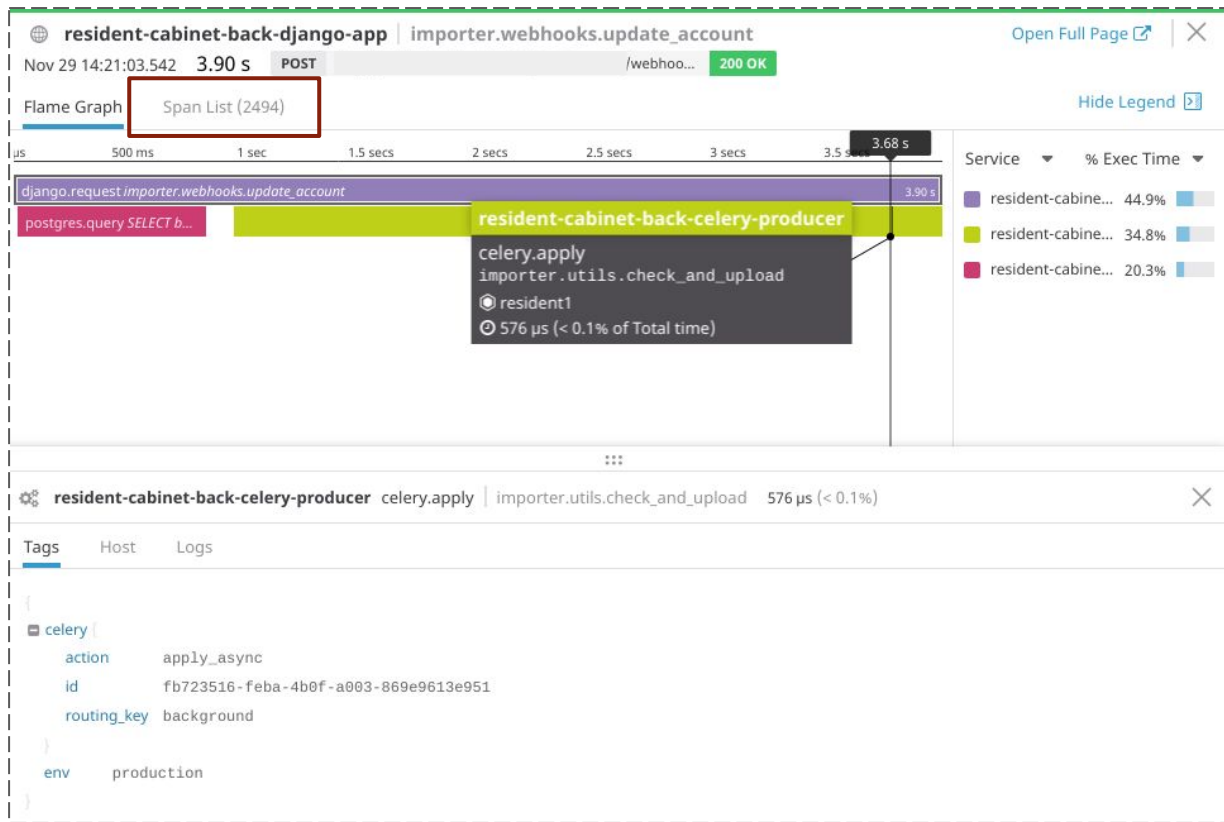 resident-cabinet-back-django-app | importer.webhooks.update_account
Open Full Page
Nov 29 14:21:03.542 3.90 s POST /webhoo... 200 OK
Flame Graph Span List (2494)
Hide Legend
µs 500 ms 1 sec 1.5 secs 2 secs 2.5 secs 3 secs 3.5 secs 3.68 s
Service % Exec Time
django.request importer.webhooks.update_account 3.90 s
resident-cabine... 44.9%
postgres.query SELECT b...
resident-cabine... 34.8%
resident-cabine... 20.3%
resident-cabinet-back-celery-producer
celery.apply
importer.utils.check_and_upload
resident1
576 µs (< 0.1% of Total time)
resident-cabinet-back-celery-producer celery.apply | importer.utils.check_and_upload 576 µs (< 0.1%)
Tags Host Logs
{
celery {
action apply_async
id fb723516-feba-4b0f-a003-869e9613e951
routing_key background
}
env production
}